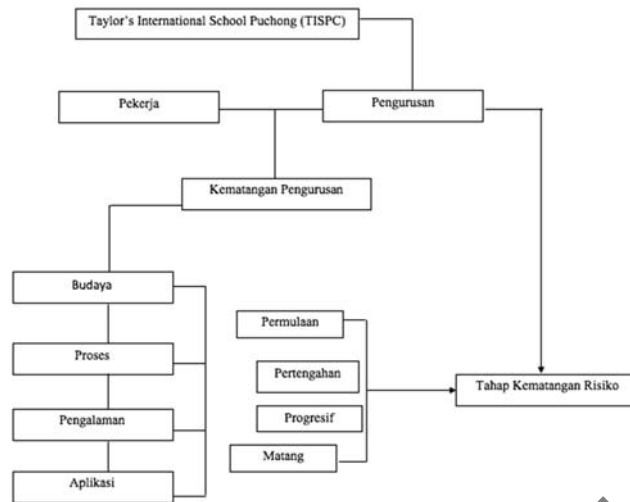 Taylor's International School Puchong (TISPC)
Pekerja
Pengurusan
Kematangan Pengurusan
Budaya
Proses
Pengalaman
Aplikasi
Permulaan
Pertengahan
Progresif
Matang
Tahap Kematangan Risiko